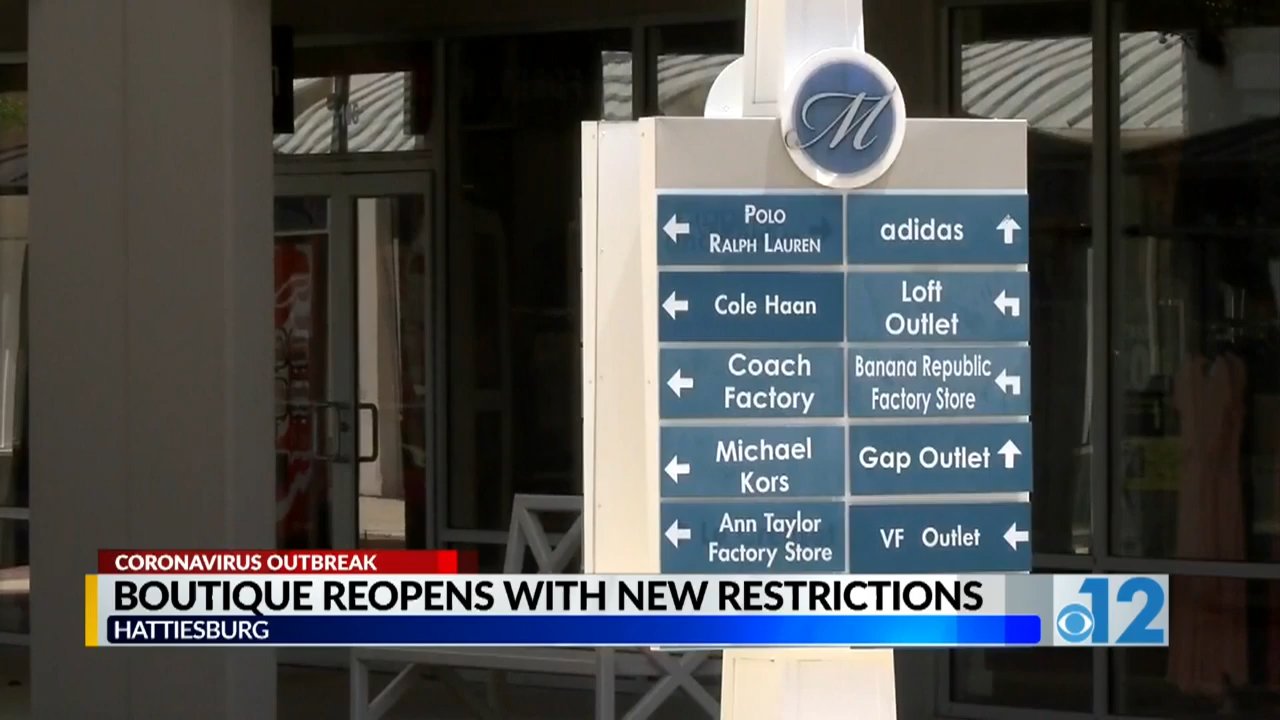 M
Polo
Ralph Lauren
adidas
Cole Haan
Loft
Outlet
Coach
Factory
Banana Republic
Factory Store
Michael
Kors
Gap Outlet
Ann Taylor
Factory Store
VF Outlet
CORONAVIRUS OUTBREAK
BOUTIQUE REOPENS WITH NEW RESTRICTIONS
HATTIESBURG
12